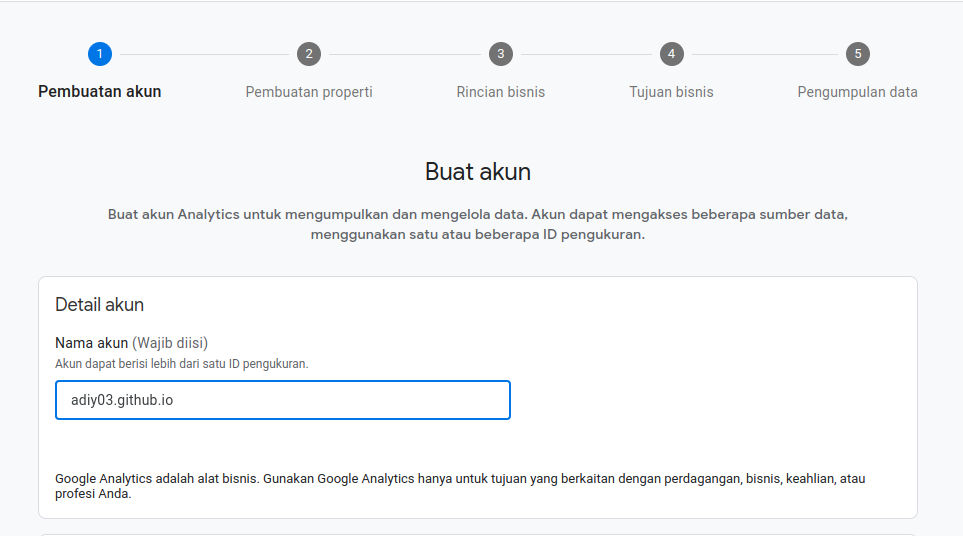 1 2 3 4 5
Pembuatan akun Pembuatan properti Rincian bisnis Tujuan bisnis Pengumpulan data
Buat akun
Buat akun Analytics untuk mengumpulkan dan mengelola data. Akun dapat mengakses beberapa sumber data,
menggunakan satu atau beberapa ID pengukuran.
Detail akun
Nama akun (Wajib diisi)
Akun dapat berisi lebih dari satu ID pengukuran.
adiy03.github.io
Google Analytics adalah alat bisnis. Gunakan Google Analytics hanya untuk tujuan yang berkaitan dengan perdagangan, bisnis, keahlian, atau
profesi Anda.